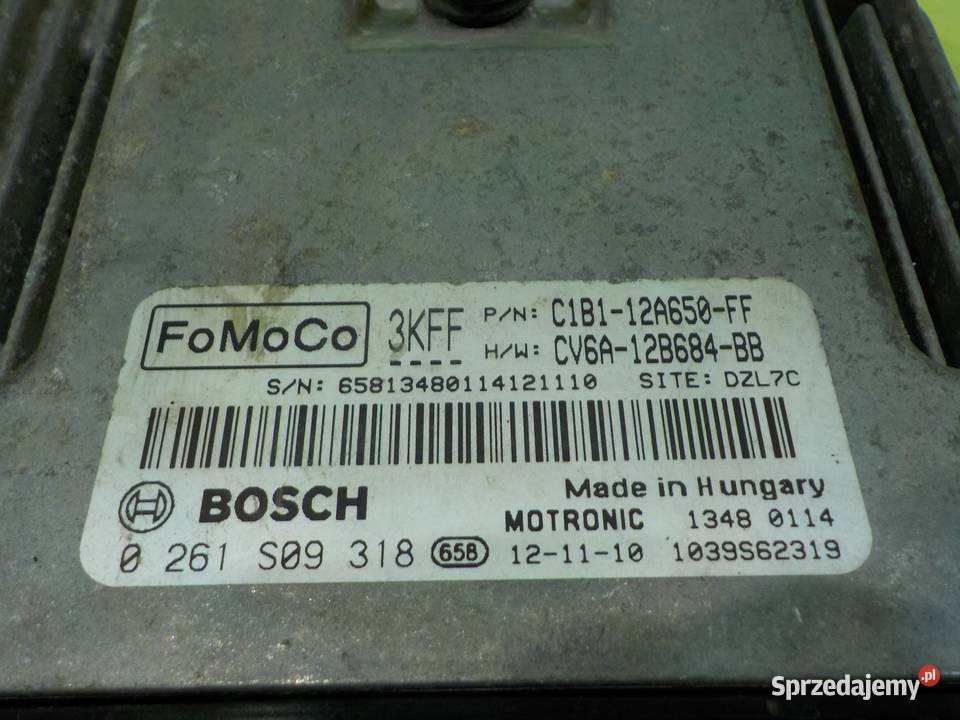 FoMoCo 3KFF P/N: C1B1-12A650-FF
H/W: CV6A-12B684-BB
S/N: 65813480114121110 SITE: DZL7C
BOSCH Made in Hungary
MOTRONIC 1348 0114
0 261 S09 318 658 12-11-10 1039S62319
Sprzedajemy .pl